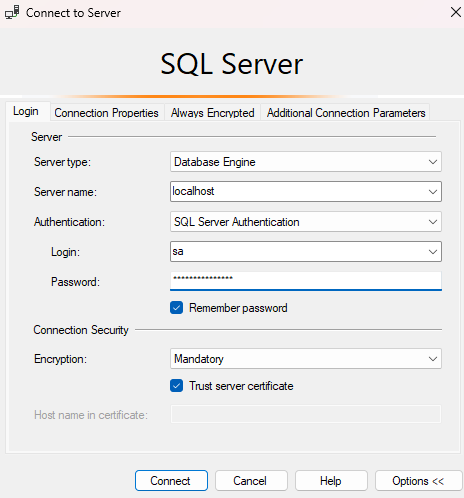 Connect to Server
SQL Server
Login Connection Properties Always Encrypted Additional Connection Parameters
Server
Server type: Database Engine
Server name: localhost
Authentication: SQL Server Authentication
Login: sa
Password: ***************
Remember password
Connection Security
Encryption: Mandatory
Trust server certificate
Host name in certificate:
Connect Cancel Help Options <<